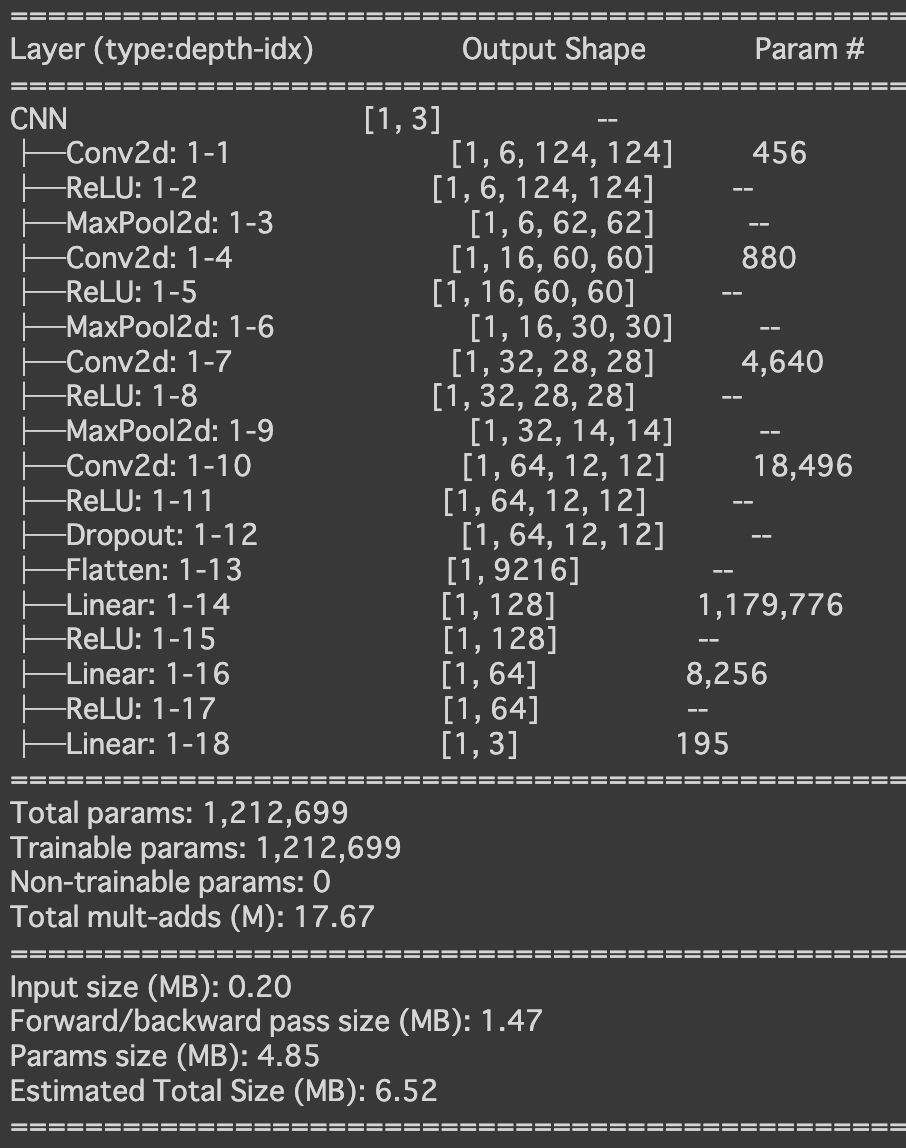 ==========================================================================================
Layer (type:depth-idx) Output Shape Param #
==========================================================================================
CNN [1, 3] --
├──Conv2d: 1-1 [1, 6, 124, 124] 456
├──ReLU: 1-2 [1, 6, 124, 124] --
├──MaxPool2d: 1-3 [1, 6, 62, 62] --
├──Conv2d: 1-4 [1, 16, 60, 60] 880
├──ReLU: 1-5 [1, 16, 60, 60] --
├──MaxPool2d: 1-6 [1, 16, 30, 30] --
├──Conv2d: 1-7 [1, 32, 28, 28] 4,640
├──ReLU: 1-8 [1, 32, 28, 28] --
├──MaxPool2d: 1-9 [1, 32, 14, 14] --
├──Conv2d: 1-10 [1, 64, 12, 12] 18,496
├──ReLU: 1-11 [1, 64, 12, 12] --
├──Dropout: 1-12 [1, 64, 12, 12] --
├──Flatten: 1-13 [1, 9216] --
├──Linear: 1-14 [1, 128] 1,179,776
├──ReLU: 1-15 [1, 128] --
├──Linear: 1-16 [1, 64] 8,256
├──ReLU: 1-17 [1, 64] --
├──Linear: 1-18 [1, 3] 195
==========================================================================================
Total params: 1,212,699
Trainable params: 1,212,699
Non-trainable params: 0
Total mult-adds (M): 17.67
==========================================================================================
Input size (MB): 0.20
Forward/backward pass size (MB): 1.47
Params size (MB): 4.85
Estimated Total Size (MB): 6.52
==========================================================================================